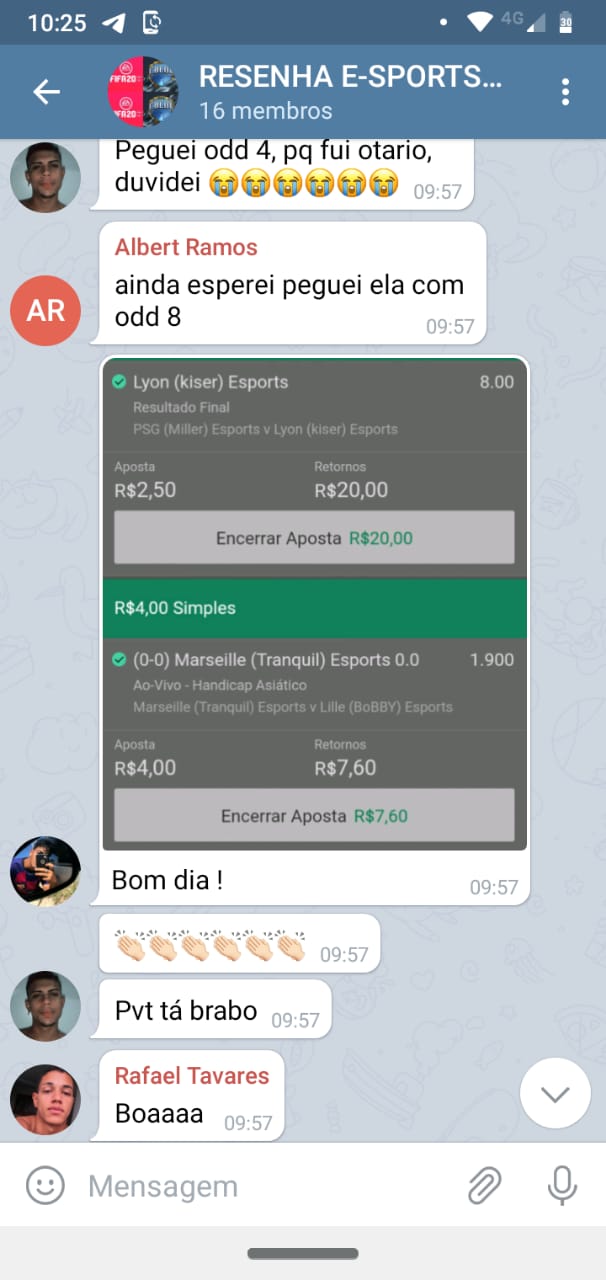 10:25
4G
30
RESENHA E-SPORTS...
16 membros
Peguei odd 4, pq fui otario,
duvidei 😭😭😭😭😭😭 09:57
Albert Ramos
AR
ainda esperei peguei ela com
odd 8 09:57
Lyon (kiser) Esports 8.00
Resultado Final
PSG (Miller) Esports v Lyon (kiser) Esports
Aposta Retornos
R$2,50 R$20,00
Encerrar Aposta R$20,00
R$4,00 Simples
(0-0) Marseille (Tranquil) Esports 0.0 1.900
Ao-Vivo - Handicap Asiático
Marseille (Tranquil) Esports v Lille (BoBBY) Esports
Aposta Retornos
R$4,00 R$7,60
Encerrar Aposta R$7,60
Bom dia ! 09:57
👏🏻👏🏻👏🏻👏🏻👏🏻👏🏻 09:57
Pvt tá brabo 09:57
Rafael Tavares
Boaaaa 09:57
Mensagem